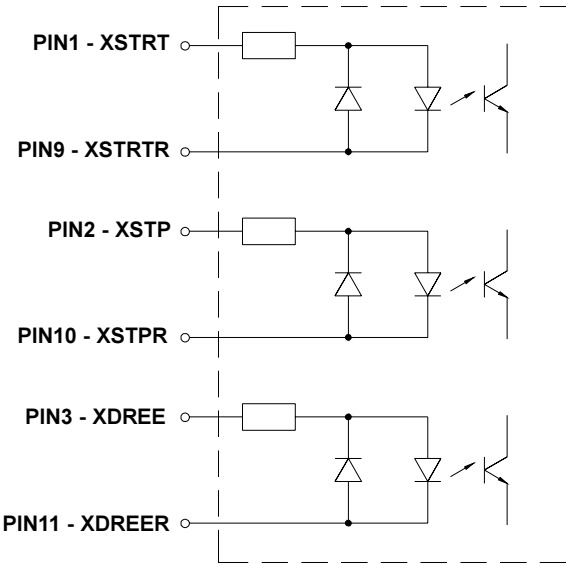 PIN1 - XSTRT
PIN9 - XSTRTR
PIN2 - XSTP
PIN10 - XSTPR
PIN3 - XDREE
PIN11 - XDREER